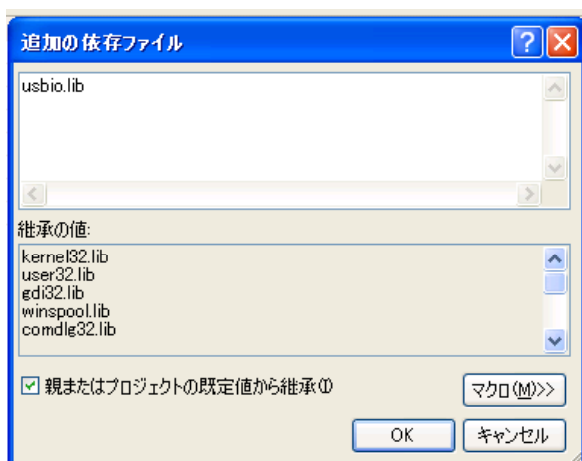 追加の依存ファイル
usbio.lib
継承の値:
kernel32.lib
user32.lib
gdi32.lib
winspool.lib
comdlg32.lib
親またはプロジェクトの既定値から継承(I)
マクロ(M)>>
OK
キャンセル